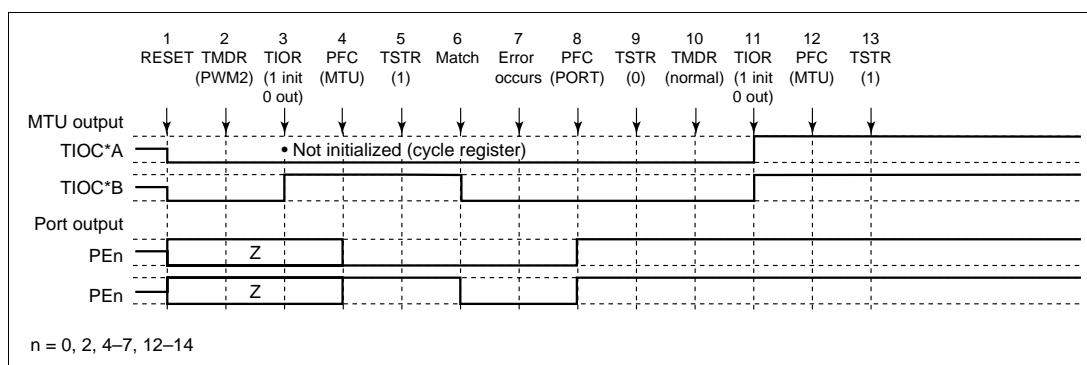 1 2 3 4 5 6 7 8 9 10 11 12 13
RESET TMDR TIOR PFC TSTR Match Error PFC TSTR TMDR TIOR PFC TSTR
(PWM2) (1 init (MTU) (1) occurs (PORT) (0) (normal) (1 init (MTU) (1)
0 out) 0 out)
MTU output
TIOC*A • Not initialized (cycle register)
TIOC*B
Port output
PEn Z
PEn Z
n = 0, 2, 4–7, 12–14